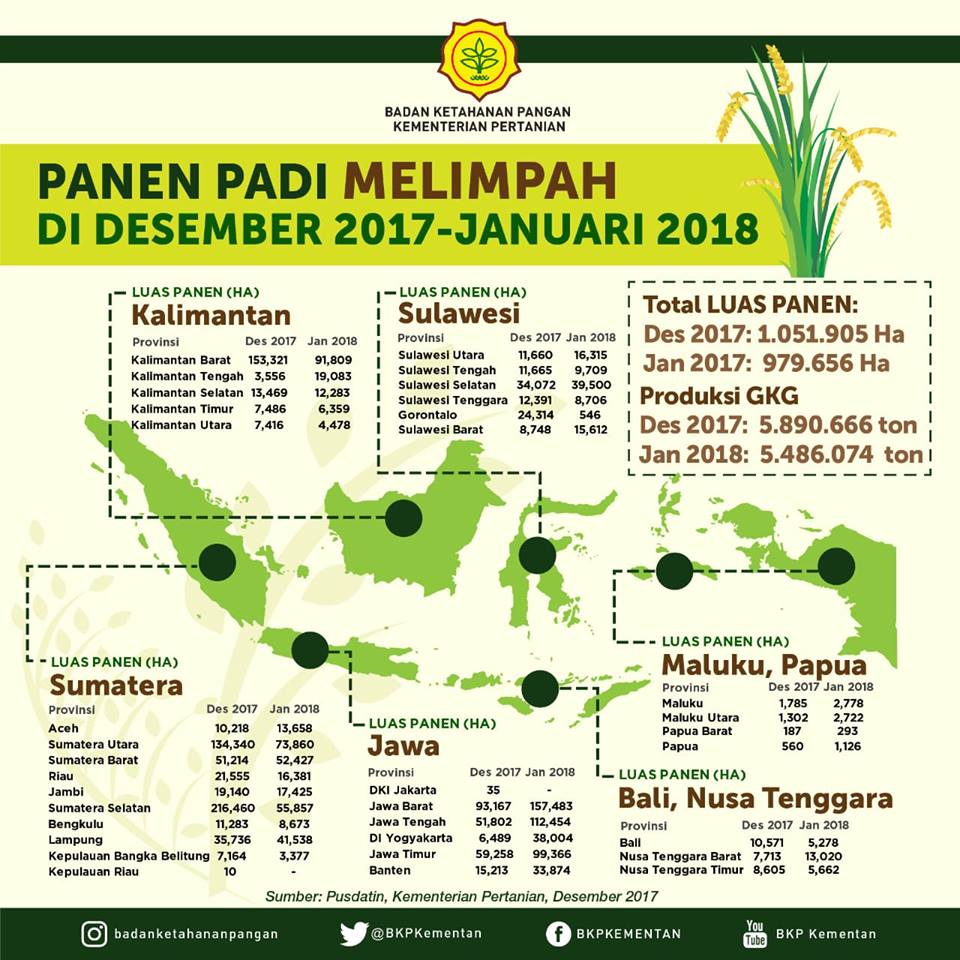 BADAN KETAHANAN PANGAN
KEMENTERIAN PERTANIAN
PANEN PADI MELIMPAH
DI DESEMBER 2017-JANUARI 2018
LUAS PANEN (HA)
Kalimantan
Provinsi Des 2017 Jan 2018
Kalimantan Barat 153,321 91,809
Kalimantan Tengah 3,556 19,083
Kalimantan Selatan 13,469 12,283
Kalimantan Timur 7,486 6,359
Kalimantan Utara 7,416 4,478
LUAS PANEN (HA)
Sulawesi
Provinsi Des 2017 Jan 2018
Sulawesi Utara 11,660 16,315
Sulawesi Tengah 11,665 9,709
Sulawesi Selatan 34,072 39,500
Sulawesi Tenggara 12,391 8,706
Gorontalo 24,314 546
Sulawesi Barat 8,748 15,612
Total LUAS PANEN:
Des 2017: 1.051.905 Ha
Jan 2017: 979.656 Ha
Produksi GKG
Des 2017: 5.890.666 ton
Jan 2018: 5.486.074 ton
LUAS PANEN (HA)
Sumatera
Provinsi Des 2017 Jan 2018
Aceh 10,218 13,658
Sumatera Utara 134,340 73,860
Sumatera Barat 51,214 52,427
Riau 21,555 16,381
Jambi 19,140 17,425
Sumatera Selatan 216,460 55,857
Bengkulu 11,283 8,673
Lampung 35,736 41,538
Kepulauan Bangka Belitung 7,164 3,377
Kepulauan Riau 10 -
LUAS PANEN (HA)
Jawa
Provinsi Des 2017 Jan 2018
DKI Jakarta 35 -
Jawa Barat 93,167 157,483
Jawa Tengah 51,802 112,454
DI Yogyakarta 6,489 38,004
Jawa Timur 59,258 99,366
Banten 15,213 33,874
LUAS PANEN (HA)
Maluku, Papua
Provinsi Des 2017 Jan 2018
Maluku 1,785 2,778
Maluku Utara 1,302 2,722
Papua Barat 187 293
Papua 560 1,126
LUAS PANEN (HA)
Bali, Nusa Tenggara
Provinsi Des 2017 Jan 2018
Bali 10,571 5,278
Nusa Tenggara Barat 7,713 13,020
Nusa Tenggara Timur 8,605 5,662
Sumber: Pusdatin, Kementerian Pertanian, Desember 2017
badanketahananpangan
@BKPKementan
BKPKEMENTAN
You
Tube
BKP Kementan